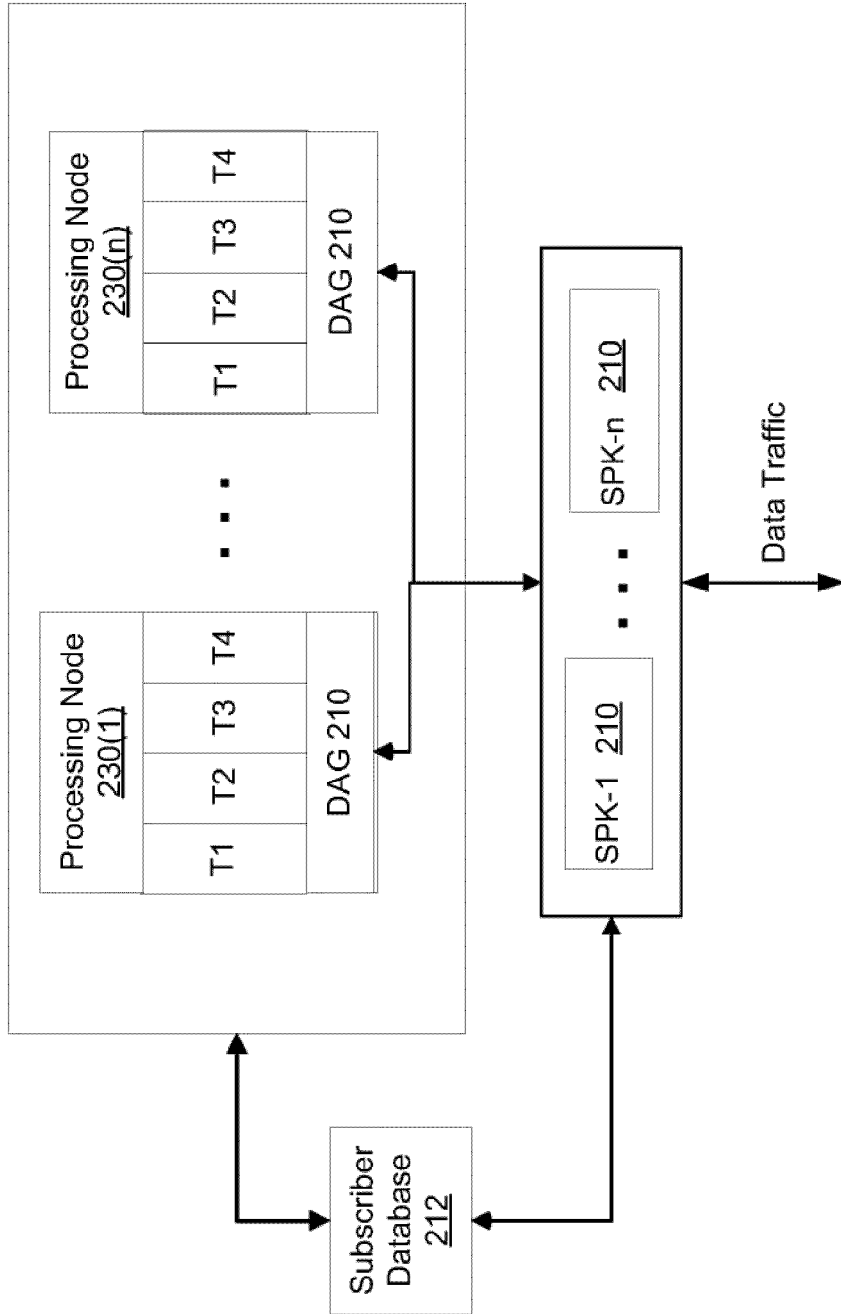 Processing Node
230(1)
T1
T2
T3
T4
DAG 210
Processing Node
230(n)
T1
T2
T3
T4
DAG 210
Subscriber
Database
212
SPK-1 210
SPK-n 210
Data Traffic